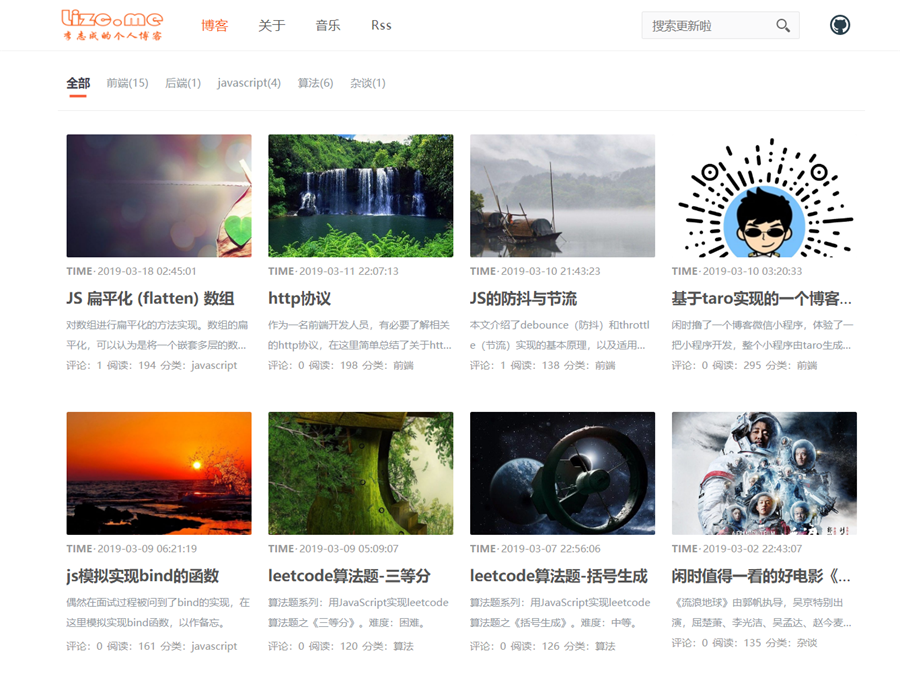 Lizc.me
李志成的个人博客
博客 关于 音乐 Rss
搜索更新啦
全部 前端(15) 后端(1) javascript(4) 算法(6) 杂谈(1)
TIME · 2019-03-18 02:45:01
JS 扁平化 (flatten) 数组
对数组进行扁平化的方法实现。数组的扁
平化，可以认为是将一个嵌套多层的数...
评论：1 阅读：194 分类：javascript
TIME · 2019-03-11 22:07:13
http协议
作为一名前端开发人员，有必要了解相关
的http协议，在这里简单总结了关于htt...
评论：0 阅读：198 分类：前端
TIME · 2019-03-10 21:43:23
JS的防抖与节流
本文介绍了debounce（防抖）和throttl
e（节流）实现的基本原理，以及适用...
评论：1 阅读：138 分类：前端
TIME · 2019-03-10 03:20:33
基于taro实现的一个博客...
闲时撸了一个博客微信小程序，体验了一
把小程序开发，整个小程序由taro生成...
评论：0 阅读：295 分类：前端
TIME · 2019-03-09 06:21:19
js模拟实现bind的函数
偶然在面试过程被问到了bind的实现，在
这里模拟实现bind函数，以作备忘。
评论：0 阅读：161 分类：javascript
TIME · 2019-03-09 05:09:07
leetcode算法题-三等分
算法题系列：用JavaScript实现leetcode
算法题之《三等分》。难度：困难。
评论：0 阅读：120 分类：算法
TIME · 2019-03-07 22:56:06
leetcode算法题-括号生成
算法题系列：用JavaScript实现leetcode
算法题之《括号生成》。难度：中等。
评论：0 阅读：126 分类：算法
TIME · 2019-03-02 22:43:07
闲时值得一看的好电影《...
《流浪地球》由郭帆执导，吴京特别出
演，屈楚萧、李光洁、吴孟达、赵今麦...
评论：0 阅读：135 分类：杂谈